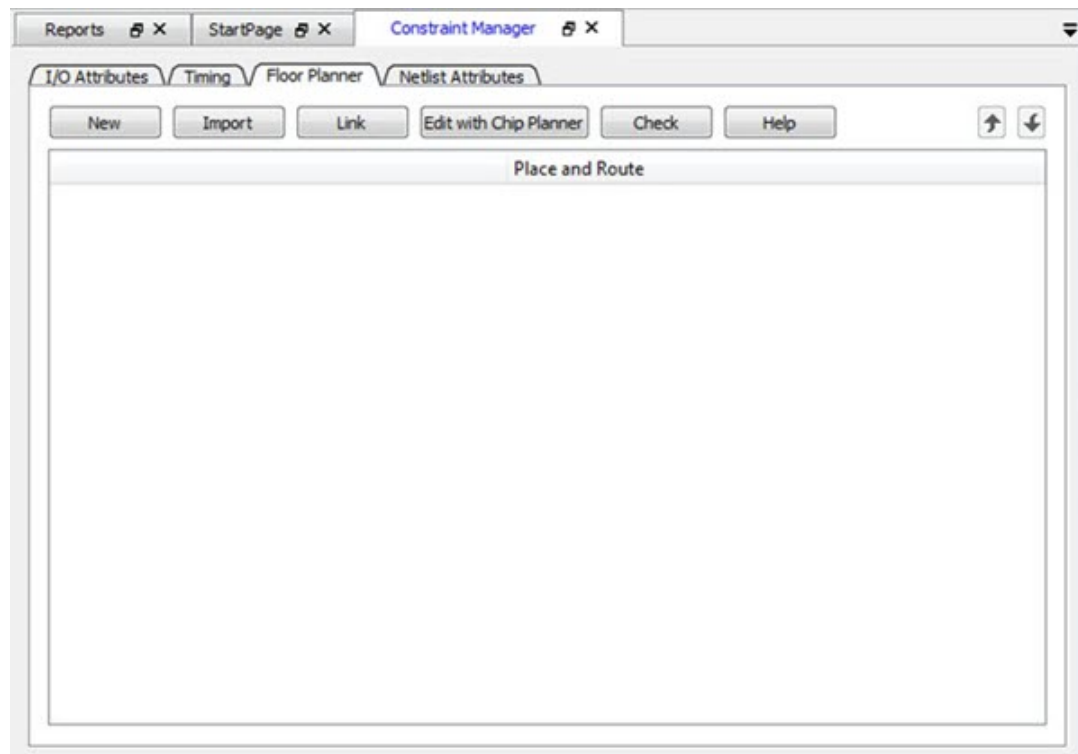 Reports StartPage Constraint Manager
I/O Attributes Timing Floor Planner Netlist Attributes
New Import Link Edit with Chip Planner Check Help
Place and Route